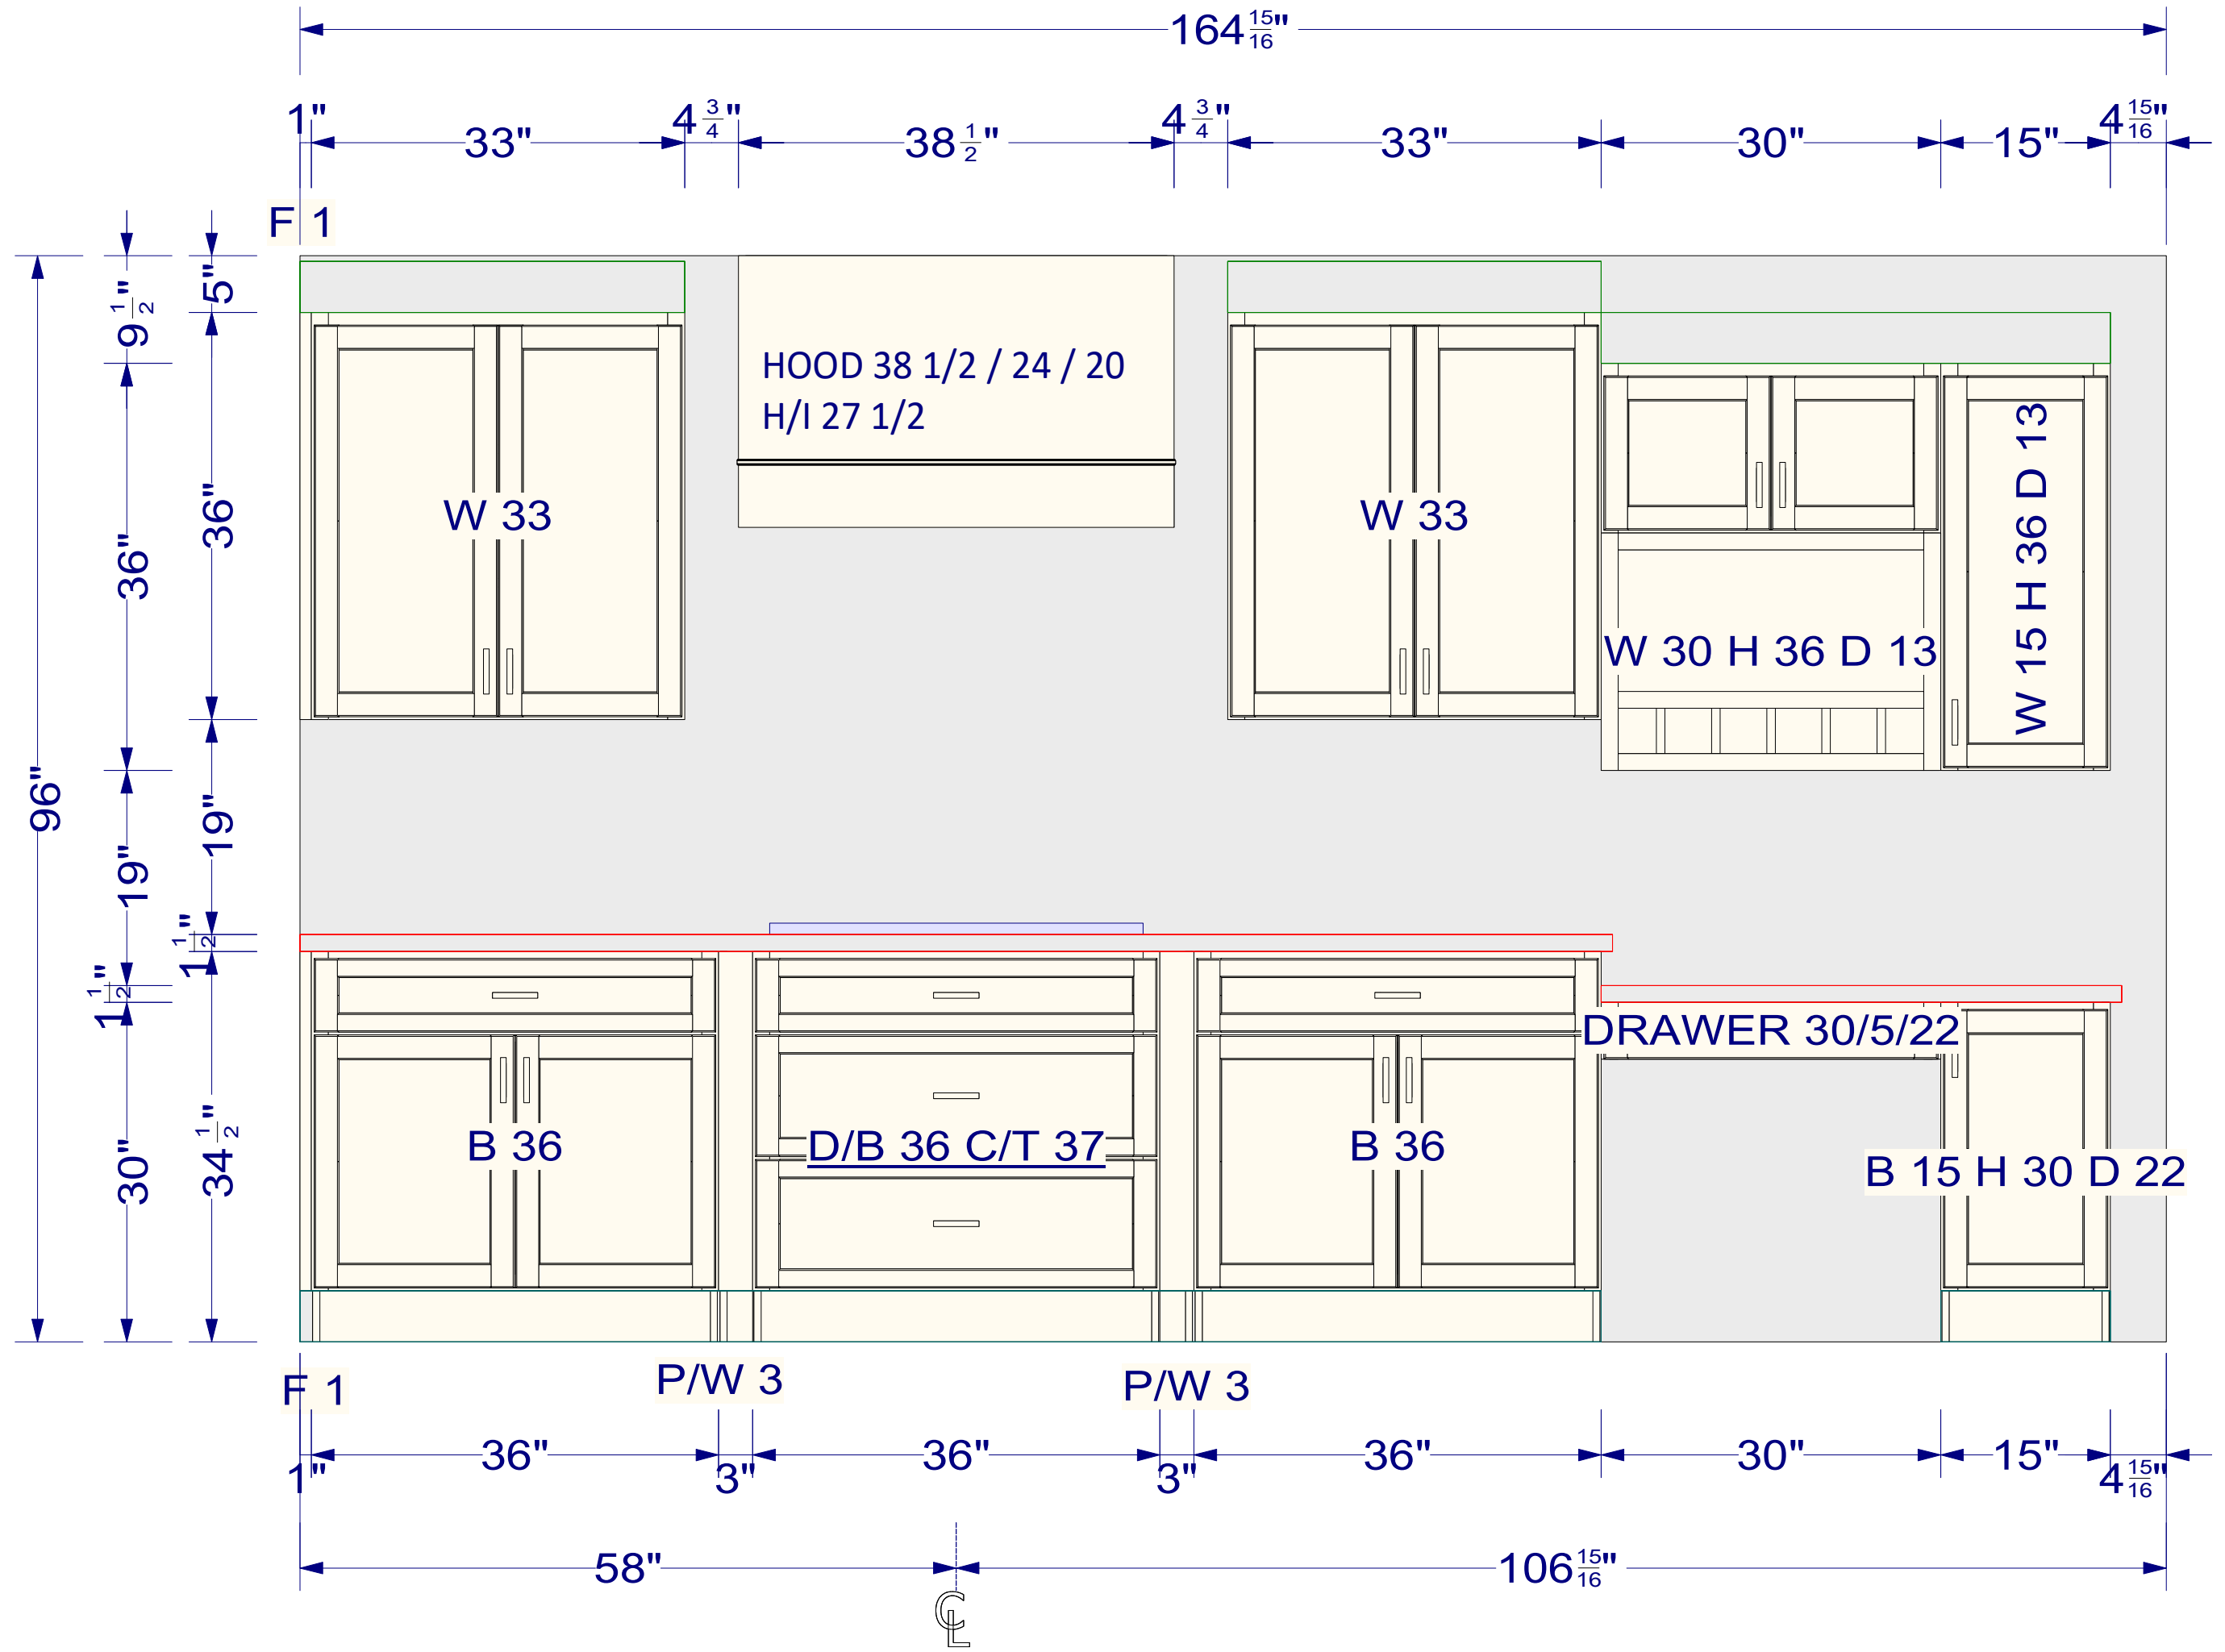 164 15/16"
1" 33" 4 3/4" 38 1/2" 4 3/4" 33" 30" 15" 4 15/16"
F 1
96"
9 1/2"
36"
19"
1 1/2"
30"
5"
36"
19"
1 1/2"
34 1/2"
HOOD 38 1/2 / 24 / 20
H/I 27 1/2
W 33
W 33
W 30 H 36 D 13
W 15 H 36 D 13
DRAWER 30/5/22
B 36
D/B 36 C/T 37
B 36
B 15 H 30 D 22
F 1
P/W 3
P/W 3
1" 36" 3" 36" 3" 36" 30" 15" 4 15/16"
58" 106 15/16"
CL